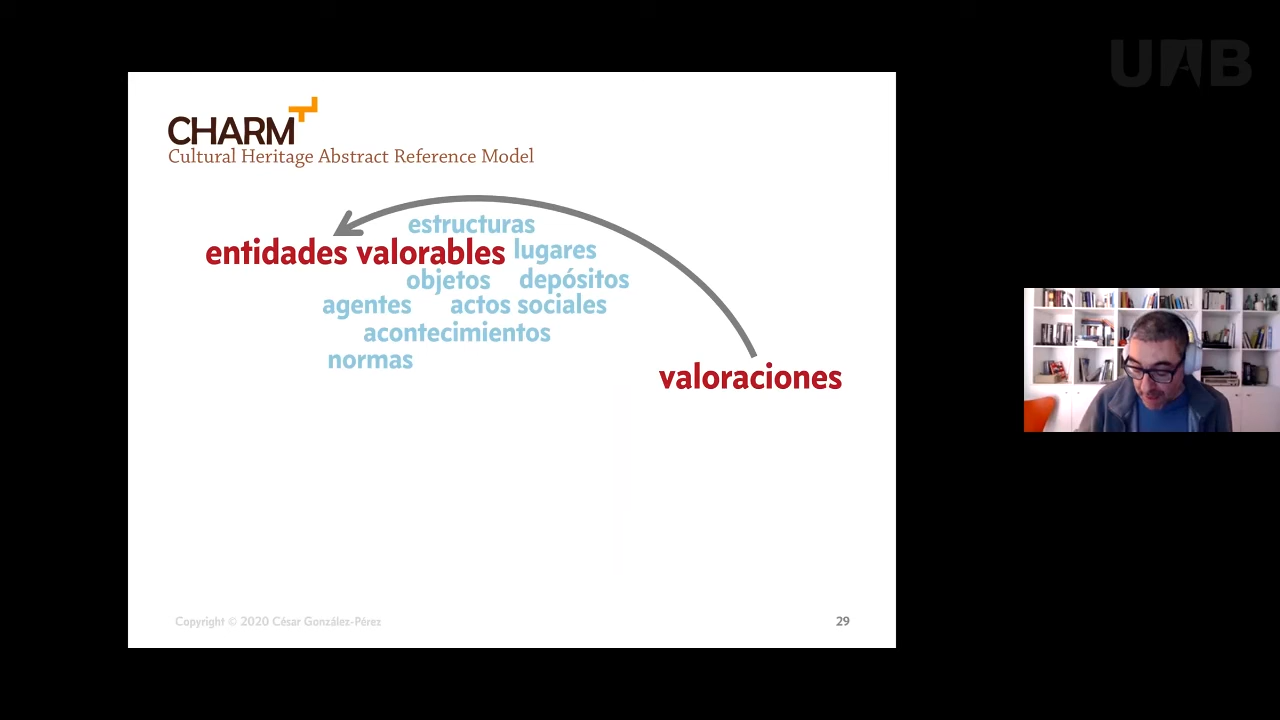 UAB
CHARM
Cultural Heritage Abstract Reference Model
estructuras
entidades valorables lugares
objetos depósitos
agentes actos sociales
acontecimientos
normas
valoraciones
Copyright © 2020 César González-Pérez
29